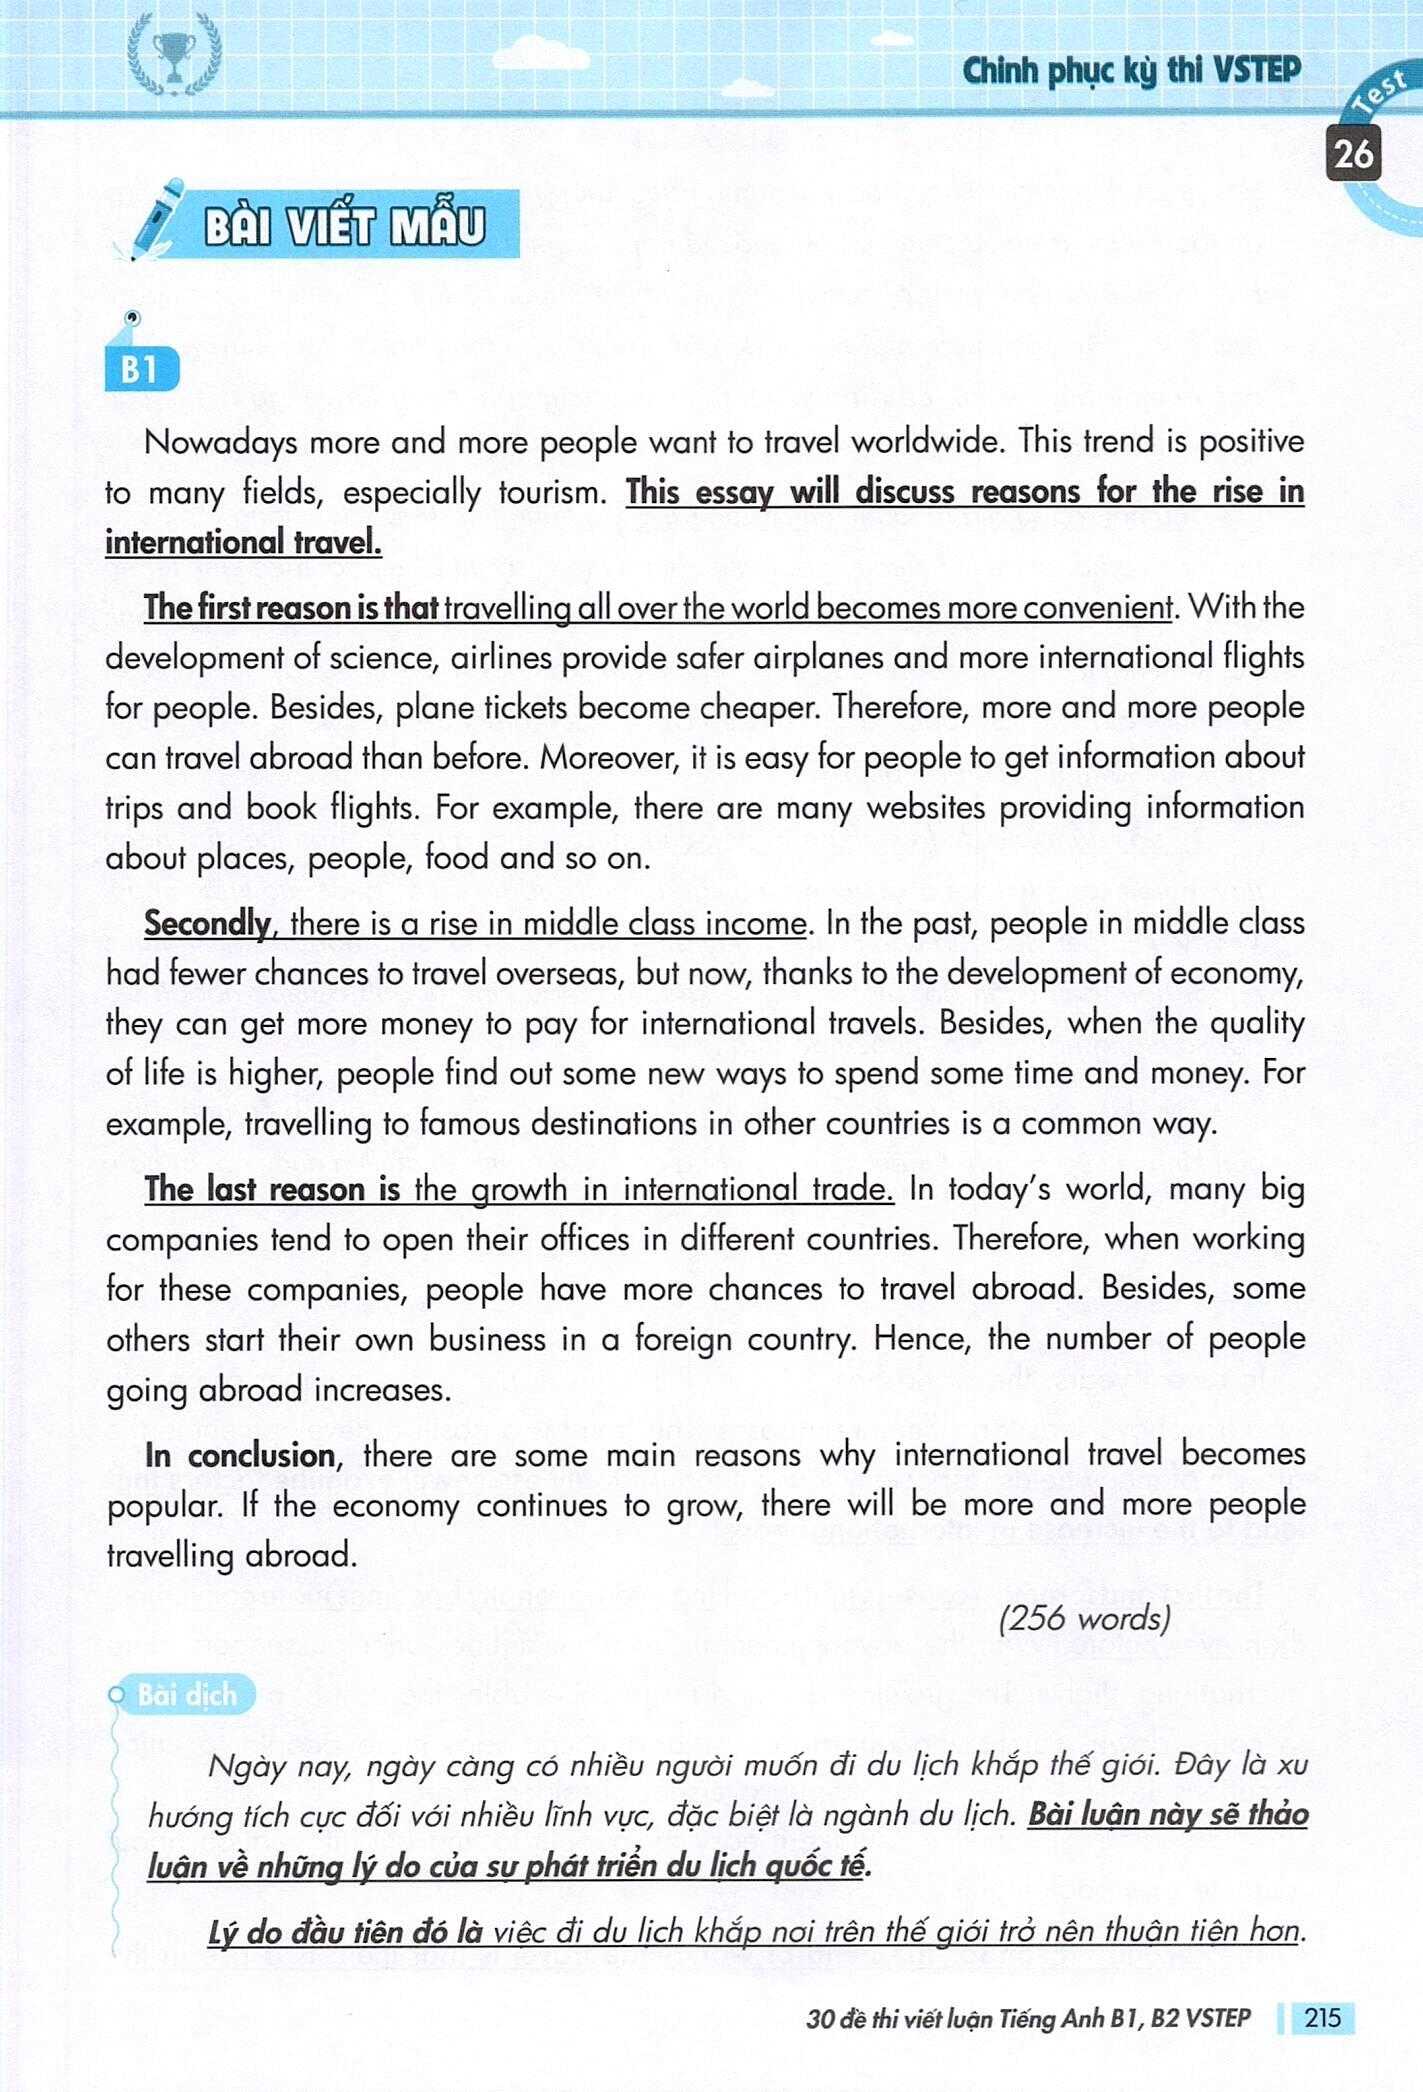 Chinh phục kỳ thi VSTEP
Test
26
BÀI VIẾT MẪU
B1
Nowadays more and more people want to travel worldwide. This trend is positive
to many fields, especially tourism. This essay will discuss reasons for the rise in
international travel.
The first reason is that travelling all over the world becomes more convenient. With the
development of science, airlines provide safer airplanes and more international flights
for people. Besides, plane tickets become cheaper. Therefore, more and more people
can travel abroad than before. Moreover, it is easy for people to get information about
trips and book flights. For example, there are many websites providing information
about places, people, food and so on.
Secondly, there is a rise in middle class income. In the past, people in middle class
had fewer chances to travel overseas, but now, thanks to the development of economy,
they can get more money to pay for international travels. Besides, when the quality
of life is higher, people find out some new ways to spend some time and money. For
example, travelling to famous destinations in other countries is a common way.
The last reason is the growth in international trade. In today's world, many big
companies tend to open their offices in different countries. Therefore, when working
for these companies, people have more chances to travel abroad. Besides, some
others start their own business in a foreign country. Hence, the number of people
going abroad increases.
In conclusion, there are some main reasons why international travel becomes
popular. If the economy continues to grow, there will be more and more people
travelling abroad.
(256 words)
Bài dịch
Ngày nay, ngày càng có nhiều người muốn đi du lịch khắp thế giới. Đây là xu
hướng tích cực đối với nhiều lĩnh vực, đặc biệt là ngành du lịch. Bài luận này sẽ thảo
luận về những lý do của sự phát triển du lịch quốc tế.
Lý do đầu tiên đó là việc đi du lịch khắp nơi trên thế giới trở nên thuận tiện hơn.
30 đề thi viết luận Tiếng Anh B1, B2 VSTEP
215